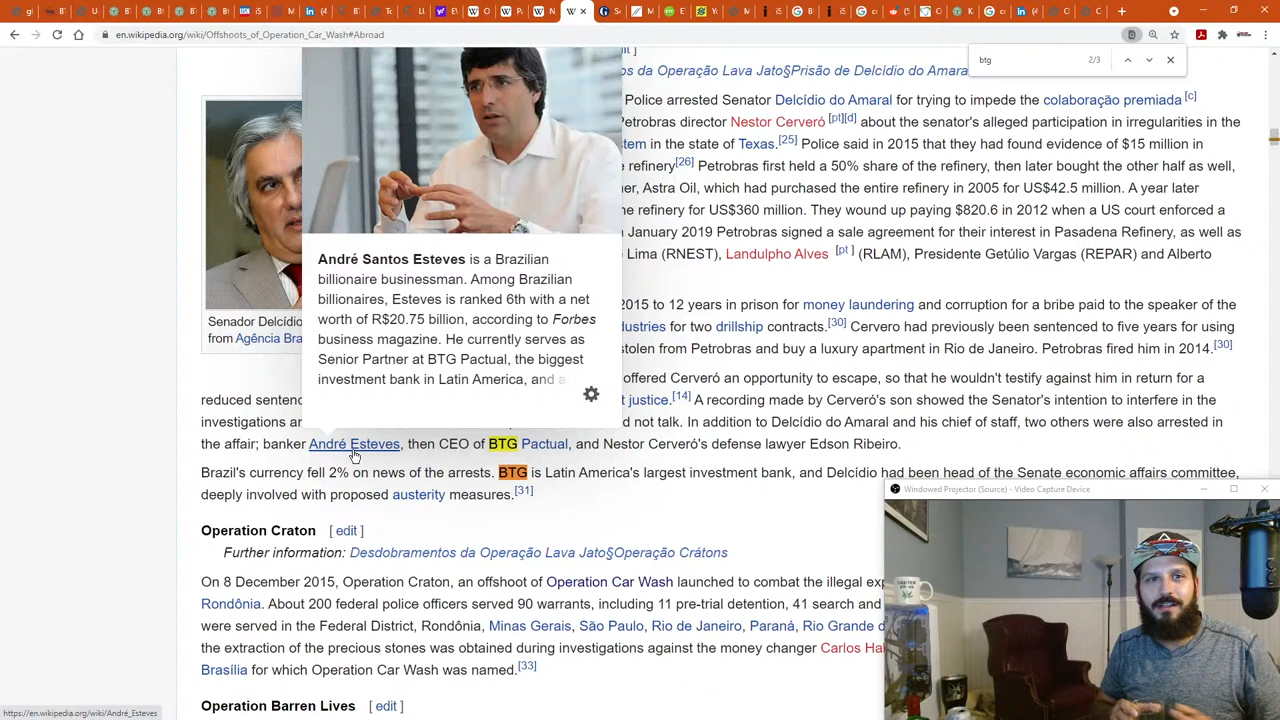 en.wikipedia.org/wiki/Offshoots_of_Operation_Car_Wash#Abroad
btg 2/3
os da Operação Lava Jato§Prisão de Delcídio do Amara
Police arrested Senator Delcídio do Amaral for trying to impede the colaboração premiada [c]
Petrobras director Nestor Cerveró [pt][d] about the senator's alleged participation in irregularities in the
stem in the state of Texas.[25] Police said in 2015 that they had found evidence of $15 million in
e refinery[26] Petrobras first held a 50% share of the refinery, then later bought the other half as well,
er, Astra Oil, which had purchased the entire refinery in 2005 for US$42.5 million. A year later
he refinery for US$360 million. They wound up paying $820.6 in 2012 when a US court enforced a
January 2019 Petrobras signed a sale agreement for their interest in Pasadena Refinery, as well as
Lima (RNEST), Landulpho Alves [pt] (RLAM), Presidente Getúlio Vargas (REPAR) and Alberto
André Santos Esteves is a Brazilian
billionaire businessman. Among Brazilian
billionaires, Esteves is ranked 6th with a net
worth of R$20.75 billion, according to Forbes
business magazine. He currently serves as
Senior Partner at BTG Pactual, the biggest
investment bank in Latin America, and a
Senador Delcídio
from Agência Bra
2015 to 12 years in prison for money laundering and corruption for a bribe paid to the speaker of the
dustries for two drillship contracts.[30] Cervero had previously been sentenced to five years for using
stolen from Petrobras and buy a luxury apartment in Rio de Janeiro. Petrobras fired him in 2014.[30]
offered Cerveró an opportunity to escape, so that he wouldn't testify against him in return for a
reduced senten
t justice.[14] A recording made by Cerveró's son showed the Senator's intention to interfere in the
investigations an
d not talk. In addition to Delcídio do Amaral and his chief of staff, two others were also arrested in
the affair; banker André Esteves, then CEO of BTG Pactual, and Nestor Cerveró's defense lawyer Edson Ribeiro.
Brazil's currency fell 2% on news of the arrests. BTG is Latin America's largest investment bank, and Delcídio had been head of the Senate economic affairs committee,
deeply involved with proposed austerity measures.[31]
Windowed Projector (Source) - Video Capture Device
Operation Craton [ edit ]
Further information: Desdobramentos da Operação Lava Jato§Operação Crátons
On 8 December 2015, Operation Craton, an offshoot of Operation Car Wash launched to combat the illegal exp
Rondônia. About 200 federal police officers served 90 warrants, including 11 pre-trial detention, 41 search and
were served in the Federal District, Rondônia, Minas Gerais, São Paulo, Rio de Janeiro, Paraná, Rio Grande d
the extraction of the precious stones was obtained during investigations against the money changer Carlos Hab
Brasília for which Operation Car Wash was named.[33]
Operation Barren Lives [ edit ]
https://en.wikipedia.org/wiki/André_Esteves